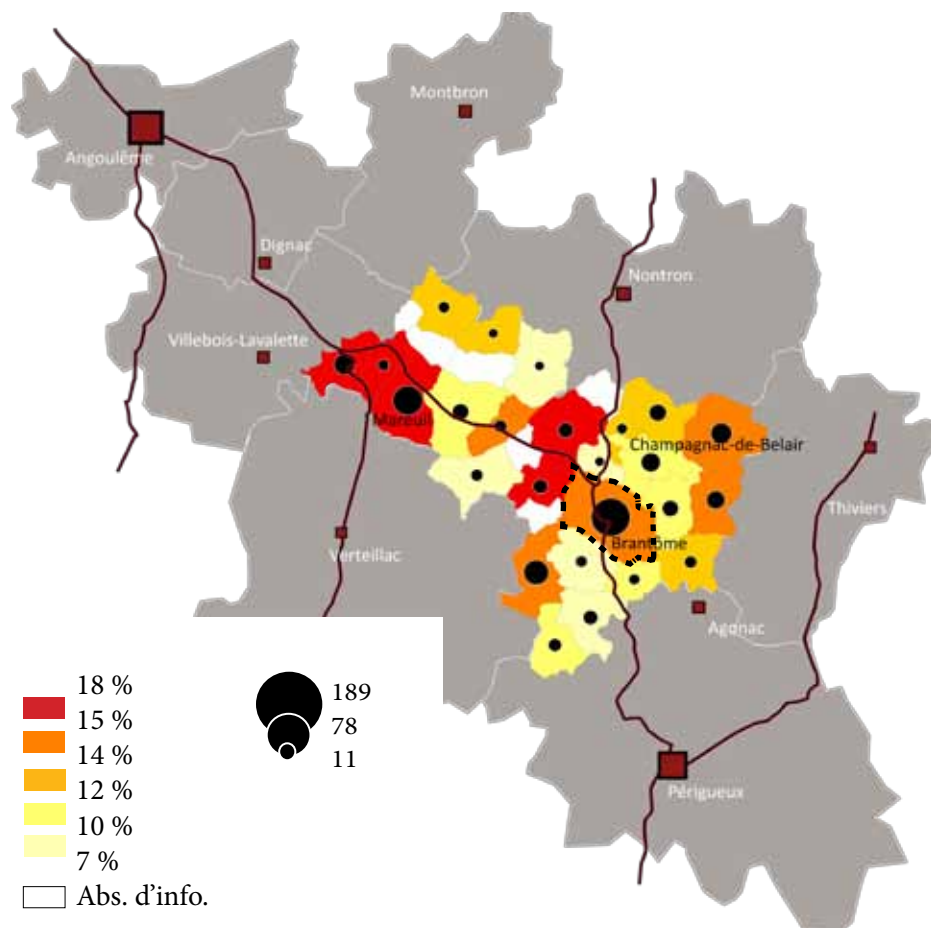 Montbron
Angoulême
Dignac
Nontron
Villebois-Lavalette
Mareuil
Champagnac-de-Belair
Thiviers
Brantôme
Verteillac
Agonac
Périgueux
18 %
15 %
14 %
12 %
10 %
7 %
Abs. d'info.
189
78
11